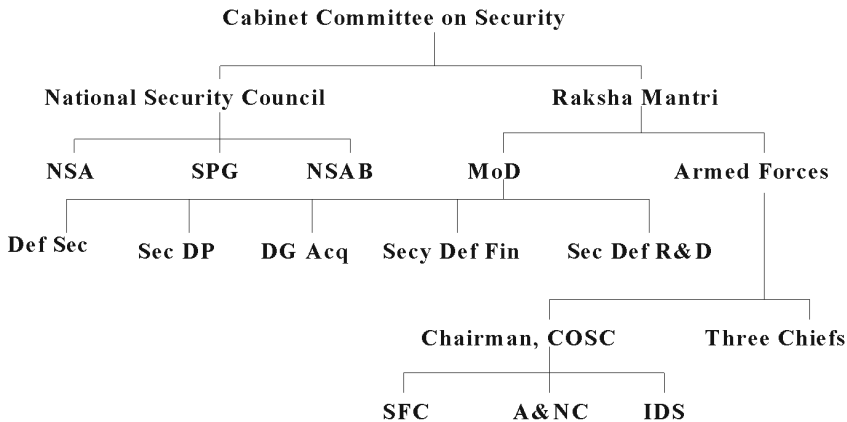 Cabinet Committee on Security
National Security Council
Raksha Mantri
NSA
SPG
NSAB
MoD
Armed Forces
Def Sec
Sec DP
DG Acq
Secy Def Fin
Sec Def R&D
Chairman, COSC
Three Chiefs
SFC
A&NC
IDS